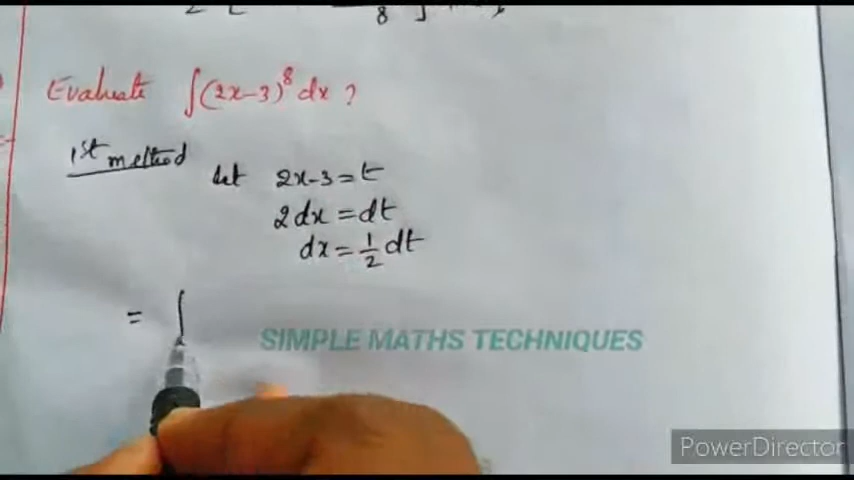 8
Evaluate ∫(2x-3)⁸ dx ?
1st method
Let 2x-3=t
2dx = dt
dx = 1/2 dt
= ∫
SIMPLE MATHS TECHNIQUES
PowerDirector